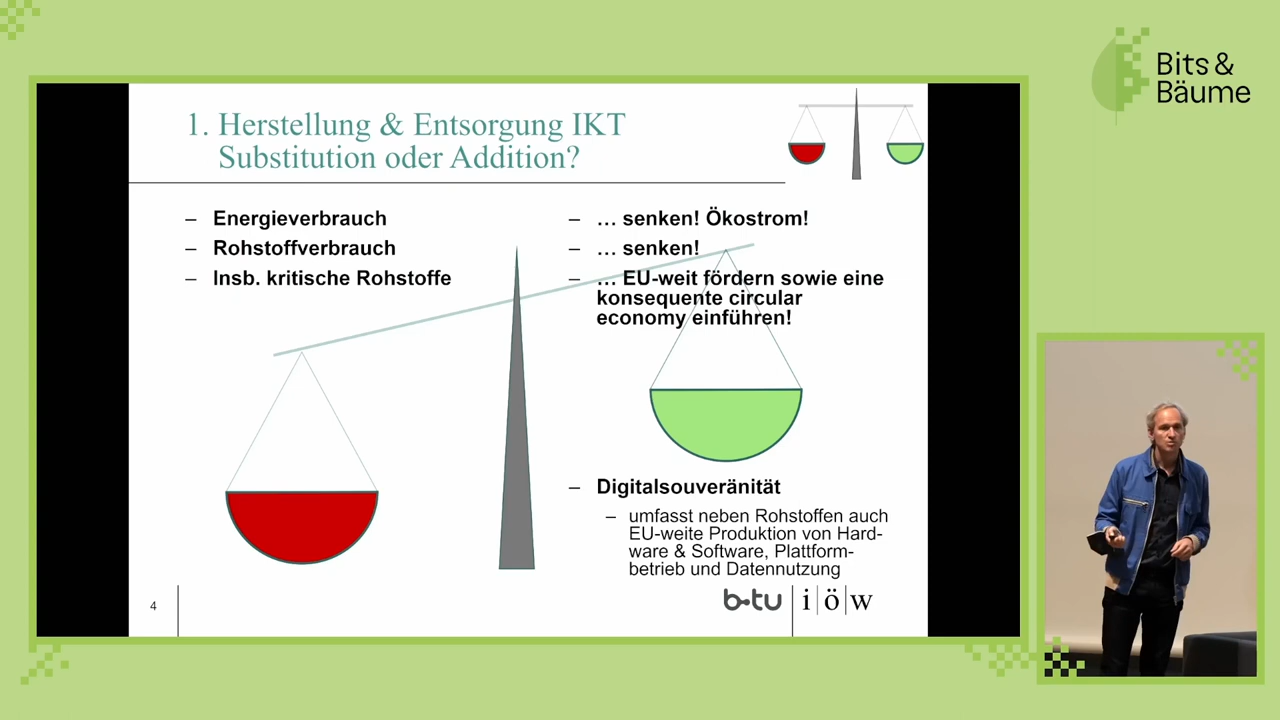 Bits &
Bäume
1. Herstellung & Entsorgung IKT
Substitution oder Addition?
– Energieverbrauch
– Rohstoffverbrauch
– Insb. kritische Rohstoffe
– … senken! Ökostrom!
– … senken!
– … EU-weit fördern sowie eine
konsequente circular
economy einführen!
– Digitalsouveränität
– umfasst neben Rohstoffen auch
EU-weite Produktion von Hard-
ware & Software, Plattform-
betrieb und Datennutzung
4
b-tu
i|ö|w